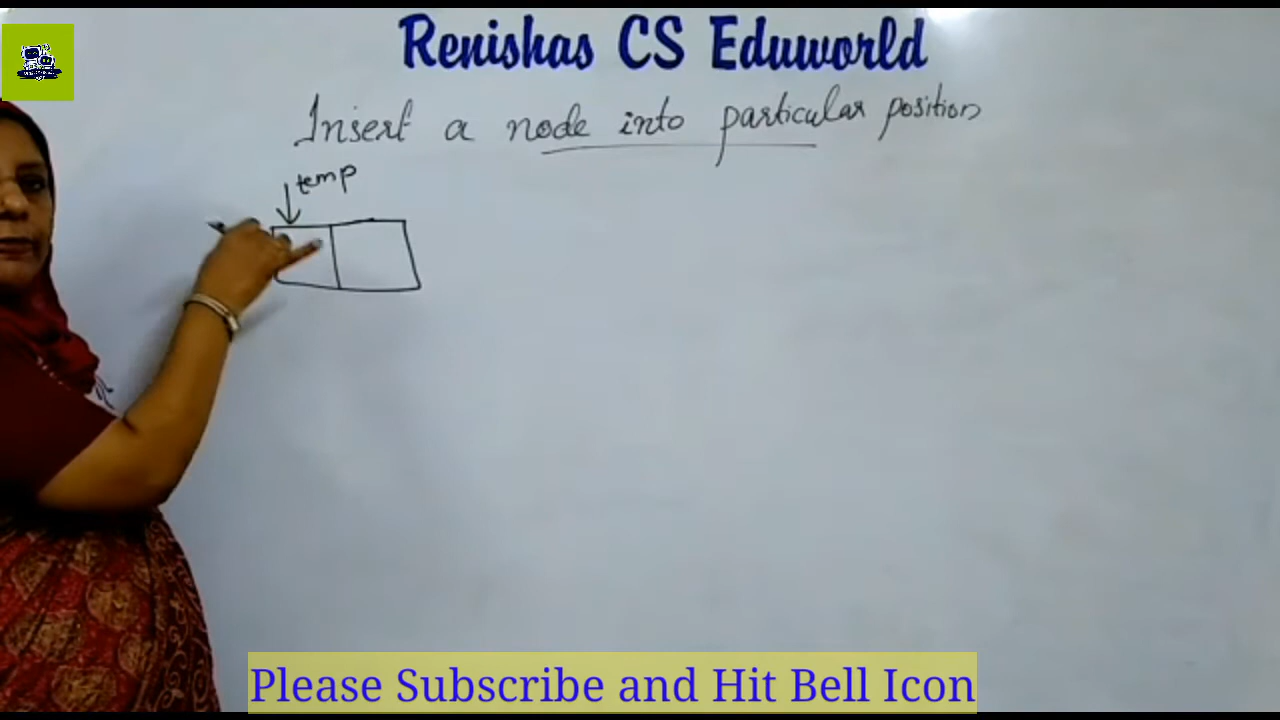 Renishas CS Eduworld
Insert a node into particular position
temp
Please Subscribe and Hit Bell Icon